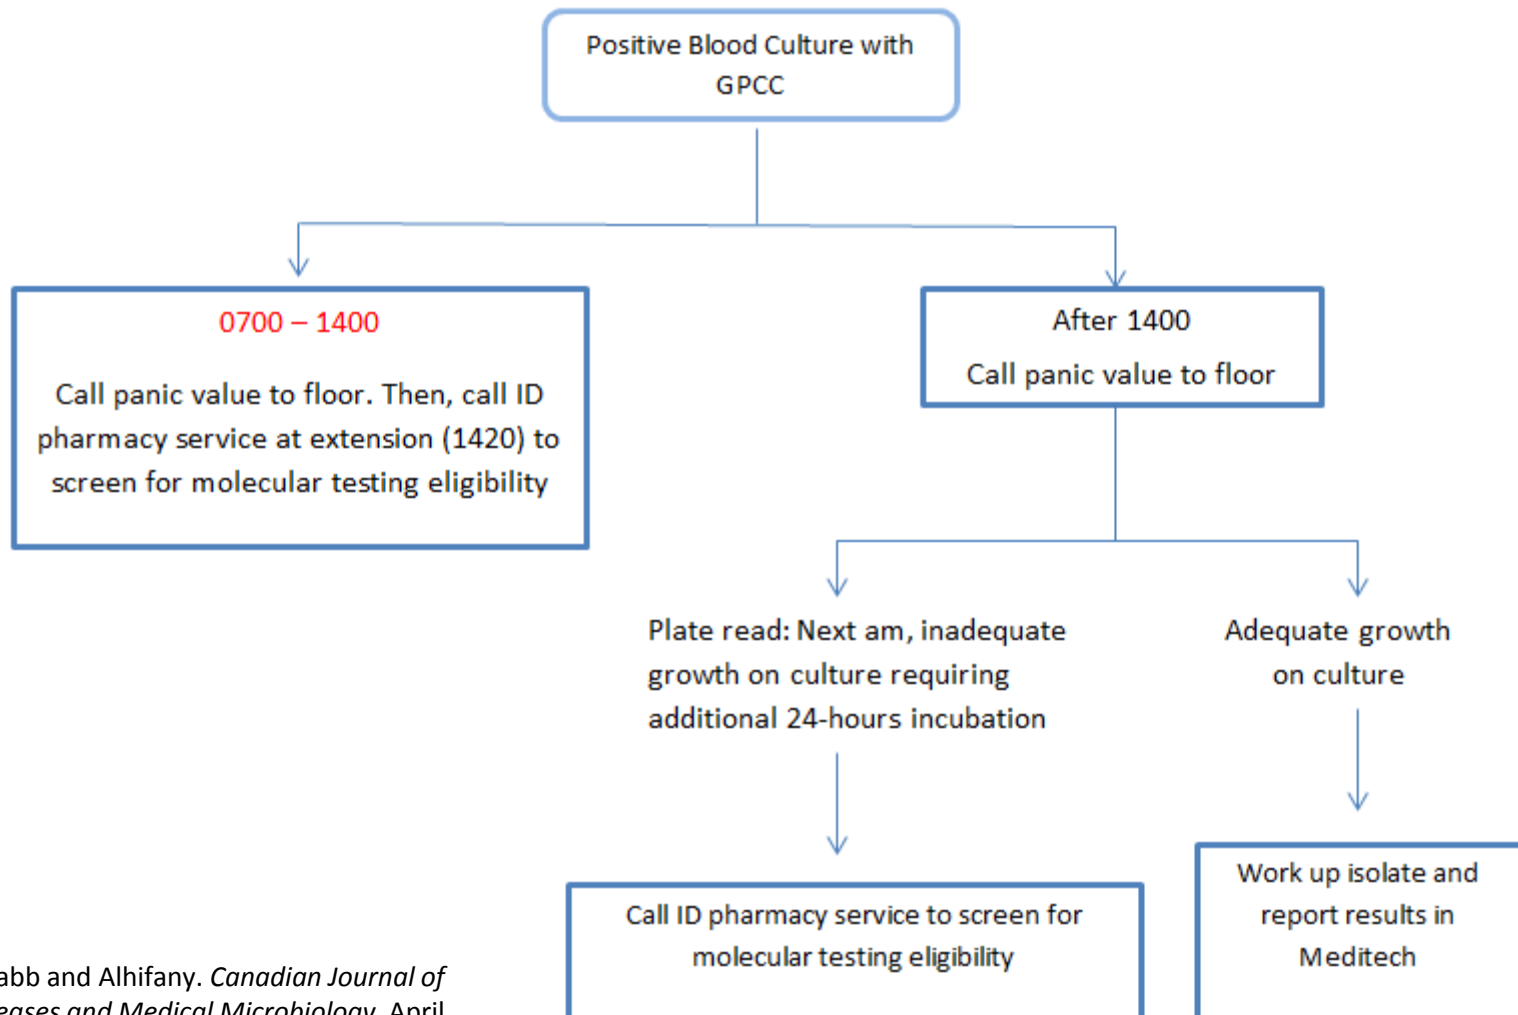 Positive Blood Culture with
GPCC
0700 – 1400
Call panic value to floor. Then, call ID
pharmacy service at extension (1420) to
screen for molecular testing eligibility
After 1400
Call panic value to floor
Plate read: Next am, inadequate
growth on culture requiring
additional 24-hours incubation
Adequate growth
on culture
Call ID pharmacy service to screen for
molecular testing eligibility
Work up isolate and
report results in
Meditech
abb and Alhifany. Canadian Journal of
eases and Medical Microbiology. April